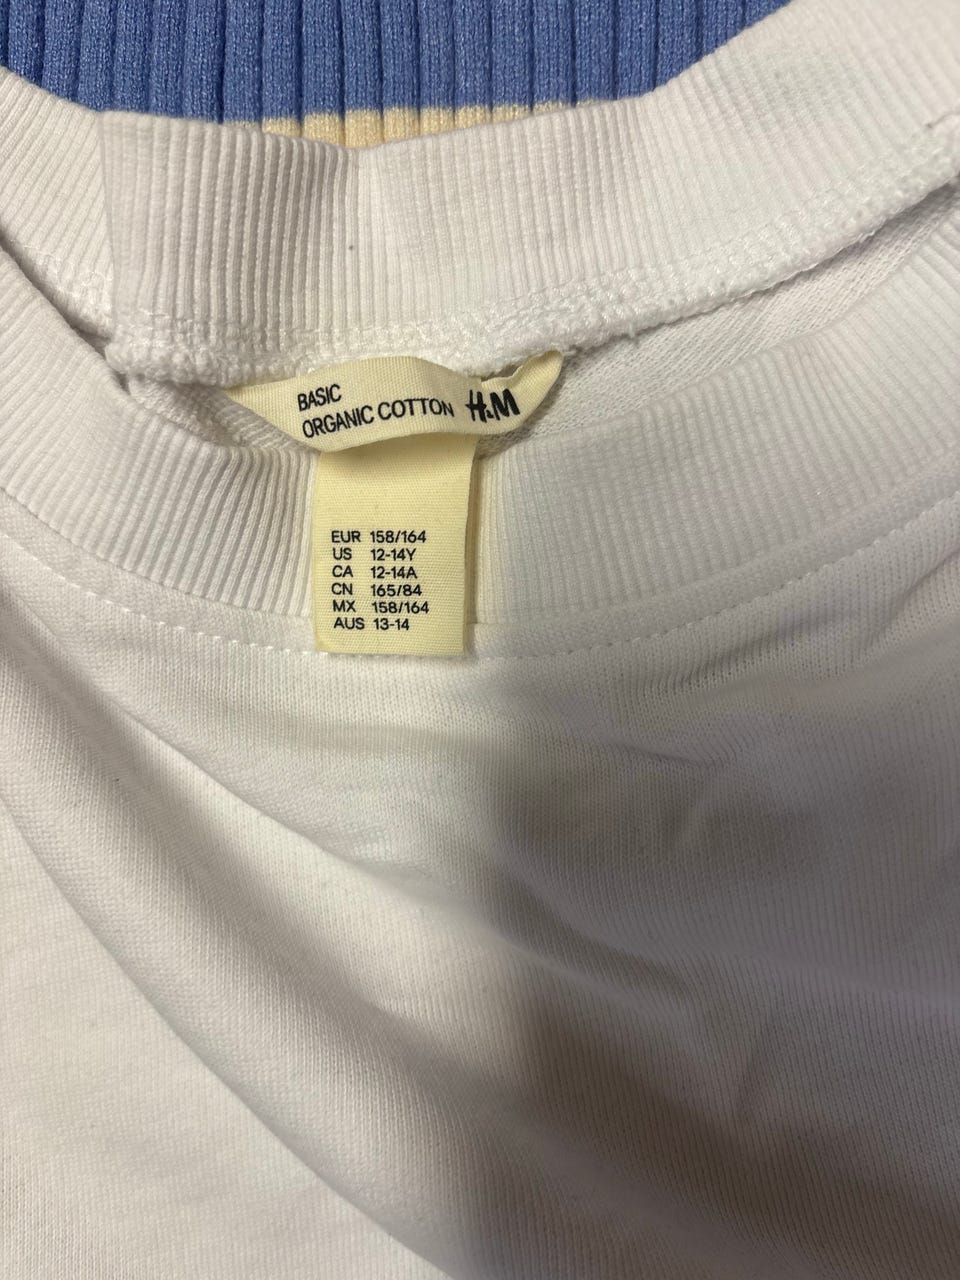 BASIC
ORGANIC COTTON H&M
EUR 158/164
US 12-14Y
CA 12-14A
CN 165/84
MX 158/164
AUS 13-14